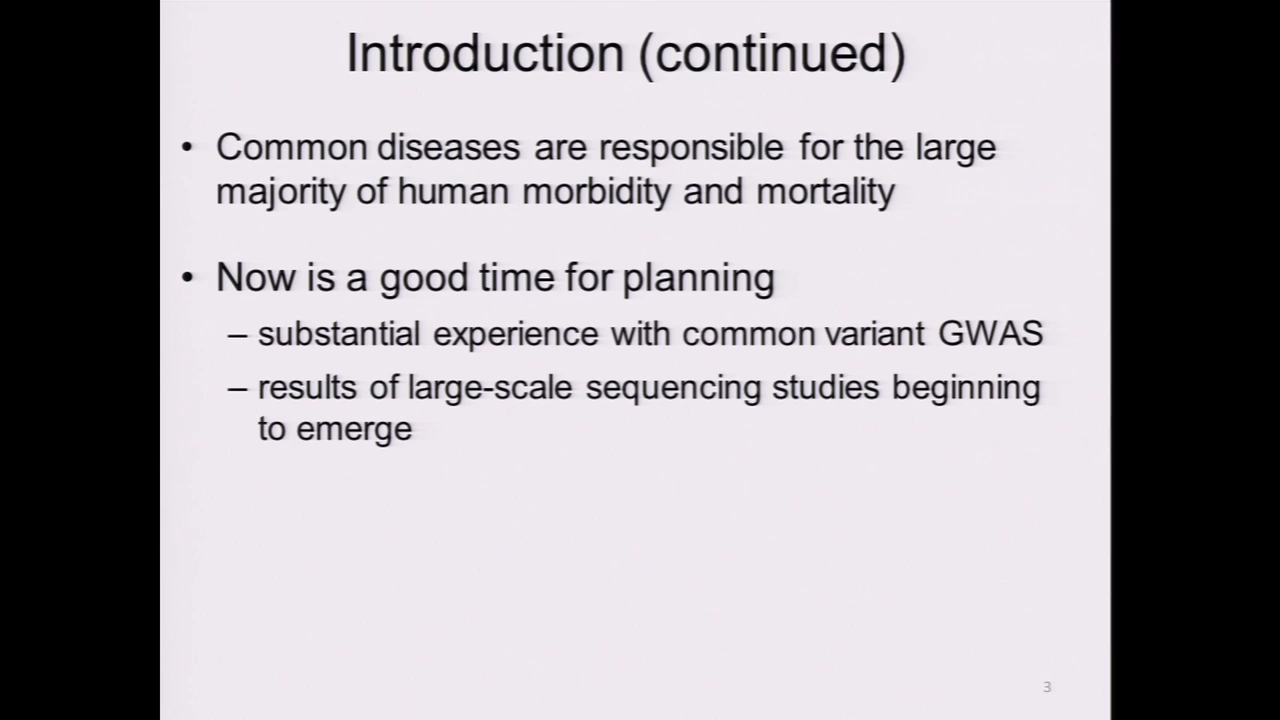 Introduction (continued)
• Common diseases are responsible for the large
majority of human morbidity and mortality
• Now is a good time for planning
– substantial experience with common variant GWAS
– results of large-scale sequencing studies beginning
to emerge
3